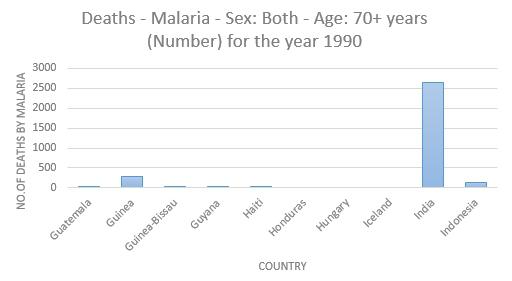 Deaths - Malaria - Sex: Both - Age: 70+ years
(Number) for the year 1990
NO.OF DEATHS BY MALARIA
3000
2500
2000
1500
1000
500
0
Guatemala
Guinea
Guinea-Bissau
Guyana
Haiti
Honduras
Hungary
Iceland
India
Indonesia
COUNTRY